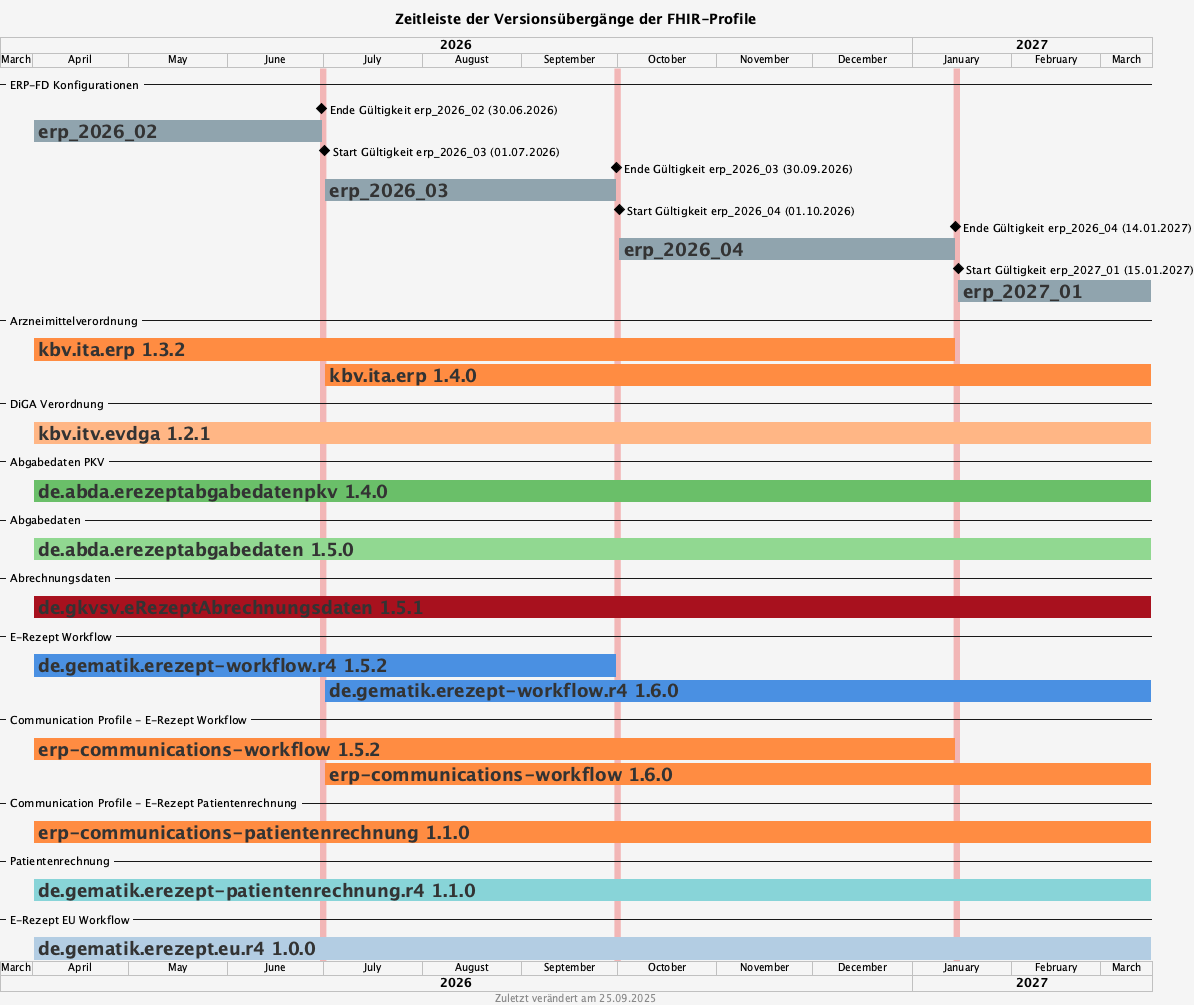 Zeitleiste der Versionsübergänge der FHIR-Profile
2026 2027
March April May June July August September October November December January February March
ERP-FD Konfigurationen
Ende Gültigkeit erp_2026_02 (30.06.2026)
erp_2026_02
Start Gültigkeit erp_2026_03 (01.07.2026)
Ende Gültigkeit erp_2026_03 (30.09.2026)
erp_2026_03
Start Gültigkeit erp_2026_04 (01.10.2026)
Ende Gültigkeit erp_2026_04 (14.01.2027)
erp_2026_04
Start Gültigkeit erp_2027_01 (15.01.2027)
erp_2027_01
Arzneimittelverordnung
kbv.ita.erp 1.3.2
kbv.ita.erp 1.4.0
DiGA Verordnung
kbv.itv.evdga 1.2.1
Abgabedaten PKV
de.abda.erezeptabgabedatenpkv 1.4.0
Abgabedaten
de.abda.erezeptabgabedaten 1.5.0
Abrechnungsdaten
de.gkvsv.eRezeptAbrechnungsdaten 1.5.1
E-Rezept Workflow
de.gematik.erezept-workflow.r4 1.5.2
de.gematik.erezept-workflow.r4 1.6.0
Communication Profile - E-Rezept Workflow
erp-communications-workflow 1.5.2
erp-communications-workflow 1.6.0
Communication Profile - E-Rezept Patientenrechnung
erp-communications-patientenrechnung 1.1.0
Patientenrechnung
de.gematik.erezept-patientenrechnung.r4 1.1.0
E-Rezept EU Workflow
de.gematik.erezept.eu.r4 1.0.0
March April May June July August September October November December January February March
2026 2027
Zuletzt verändert am 25.09.2025